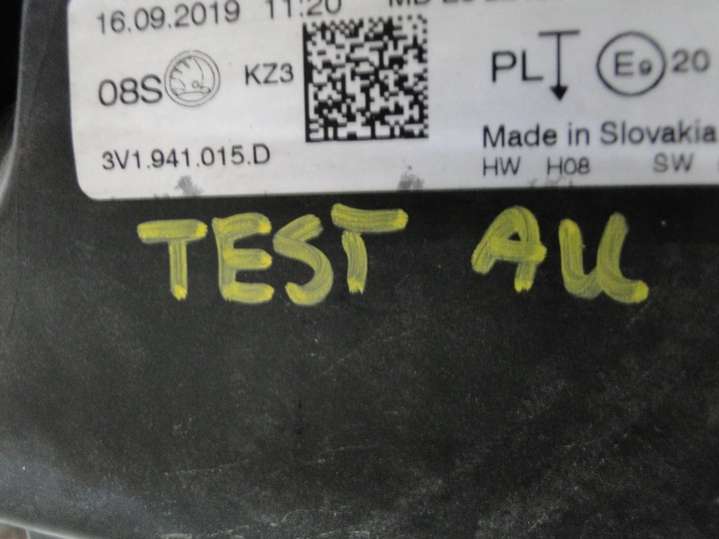 16.09.2019 11:20
08S KZ3 PL E9 20
3V1.941.015.D
Made in Slovakia
HW H08 SW
TEST AU